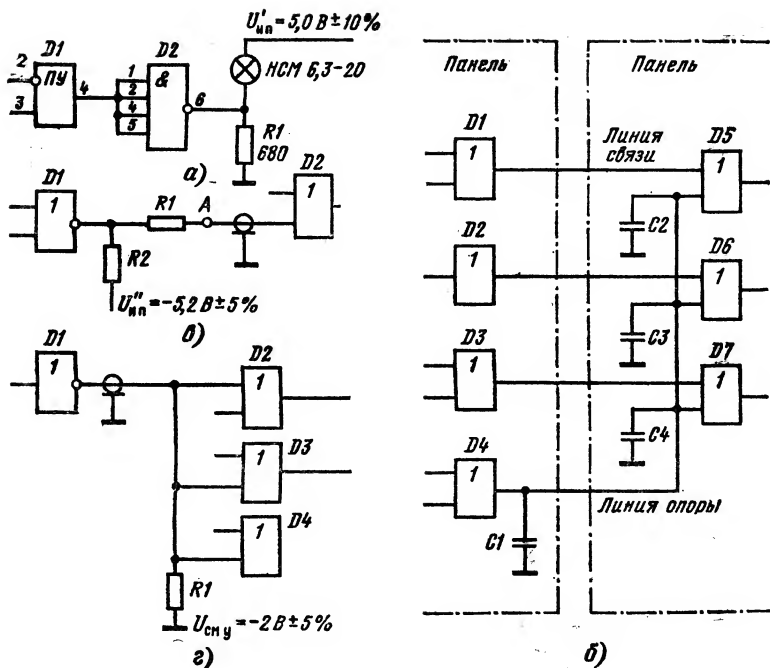 U'ип = 5,0 В ± 10%
D1
D2
2
ПУ
3
4
1
2
4
5
&
6
НСМ 6,3-20
R1
680
а)
D1
1
R2
U''ип = -5,2 В ± 5%
R1
А
D2
1
в)
D1
1
D2
1
D3
1
D4
1
R1
Uсм у = -2 В ± 5%
г)
Панель
Панель
D1
1
Линия
связи
D5
1
C2
D2
1
D6
1
C3
D3
1
D7
1
C4
D4
1
C1
Линия опоры
б)